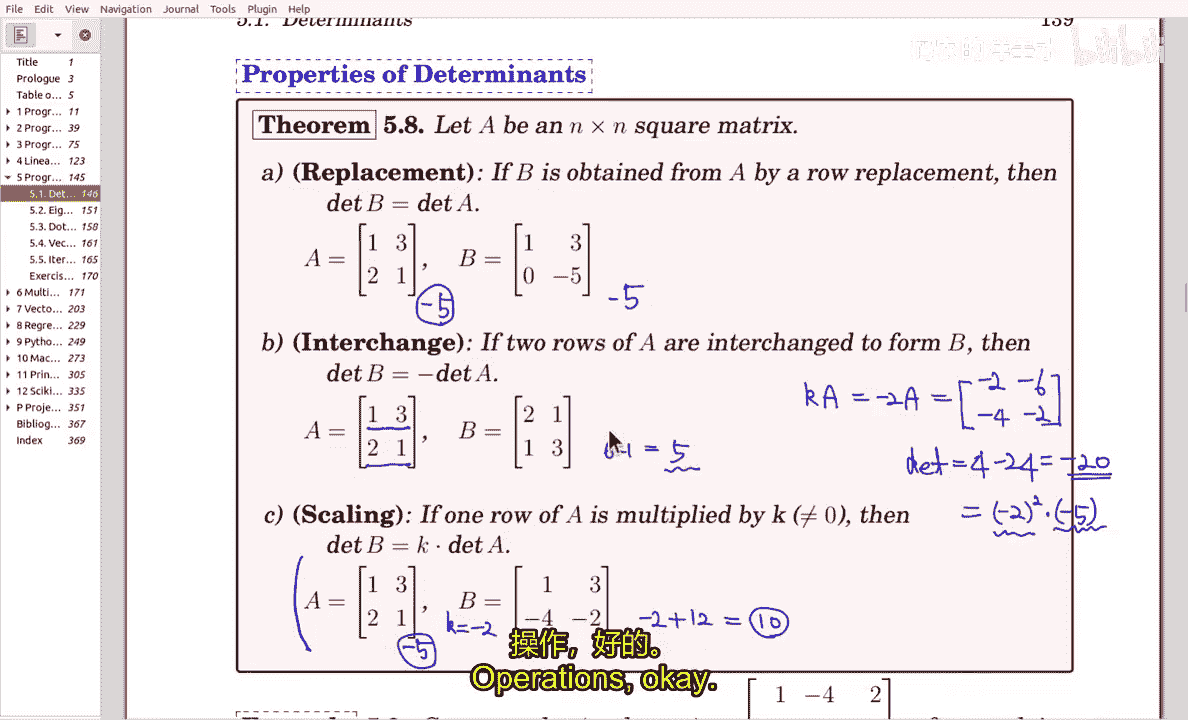 File Edit View Navigation Journal Tools Plugin Help
Title 1
Prologue 3
Table o... 5
1 Progr... 11
2 Progr... 39
3 Progr... 75
4 Linea... 123
5 Progr... 145
5.1. Det... 146
5.2. Eig... 151
5.3. Dot... 158
5.4. Vec... 161
5.5. Iter... 165
Exercis... 170
6 Multi... 171
7 Vecto... 203
8 Regre... 229
9 Pytho... 249
10 Mac... 273
11 Prin... 305
12 Sciki... 335
P Proje... 351
Bibliog... 367
Index 369
5.1. Determinants 139
Properties of Determinants
Theorem 5.8. Let A be an n × n square matrix.
a) (Replacement): If B is obtained from A by a row replacement, then
det B = det A.
A = [1 3; 2 1], B = [1 3; 0 −5]
-5 -5
b) (Interchange): If two rows of A are interchanged to form B, then
det B = −det A.
A = [1 3; 2 1], B = [2 1; 1 3] 6-1 = 5
kA = -2A = [-2 -6; -4 -2]
det = 4 - 24 = -20
= (-2)² · (-5)
c) (Scaling): If one row of A is multiplied by k (≠ 0), then
det B = k · det A.
A = [1 3; 2 1], B = [1 3; −4 −2] -2+12 = 10
-5 k=-2
操作，好的。
Operations, okay.
1 −4 2